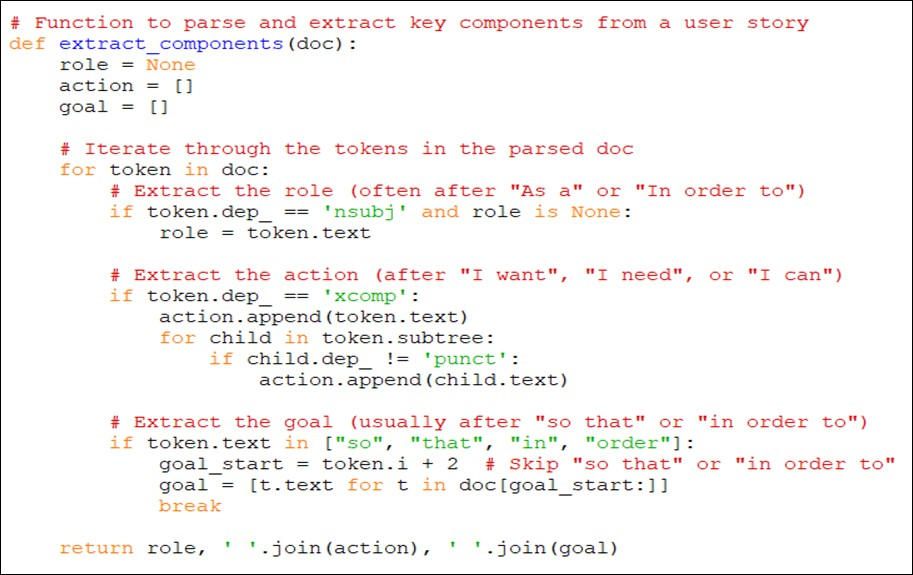 # Function to parse and extract key components from a user story
def extract_components(doc):
    role = None
    action = []
    goal = []

    # Iterate through the tokens in the parsed doc
    for token in doc:
        # Extract the role (often after "As a" or "In order to")
        if token.dep_ == 'nsubj' and role is None:
            role = token.text

        # Extract the action (after "I want", "I need", or "I can")
        if token.dep_ == 'xcomp':
            action.append(token.text)
            for child in token.subtree:
                if child.dep_ != 'punct':
                    action.append(child.text)

        # Extract the goal (usually after "so that" or "in order to")
        if token.text in ["so", "that", "in", "order"]:
            goal_start = token.i + 2  # Skip "so that" or "in order to"
            goal = [t.text for t in doc[goal_start:]]
            break

    return role, ' '.join(action), ' '.join(goal)